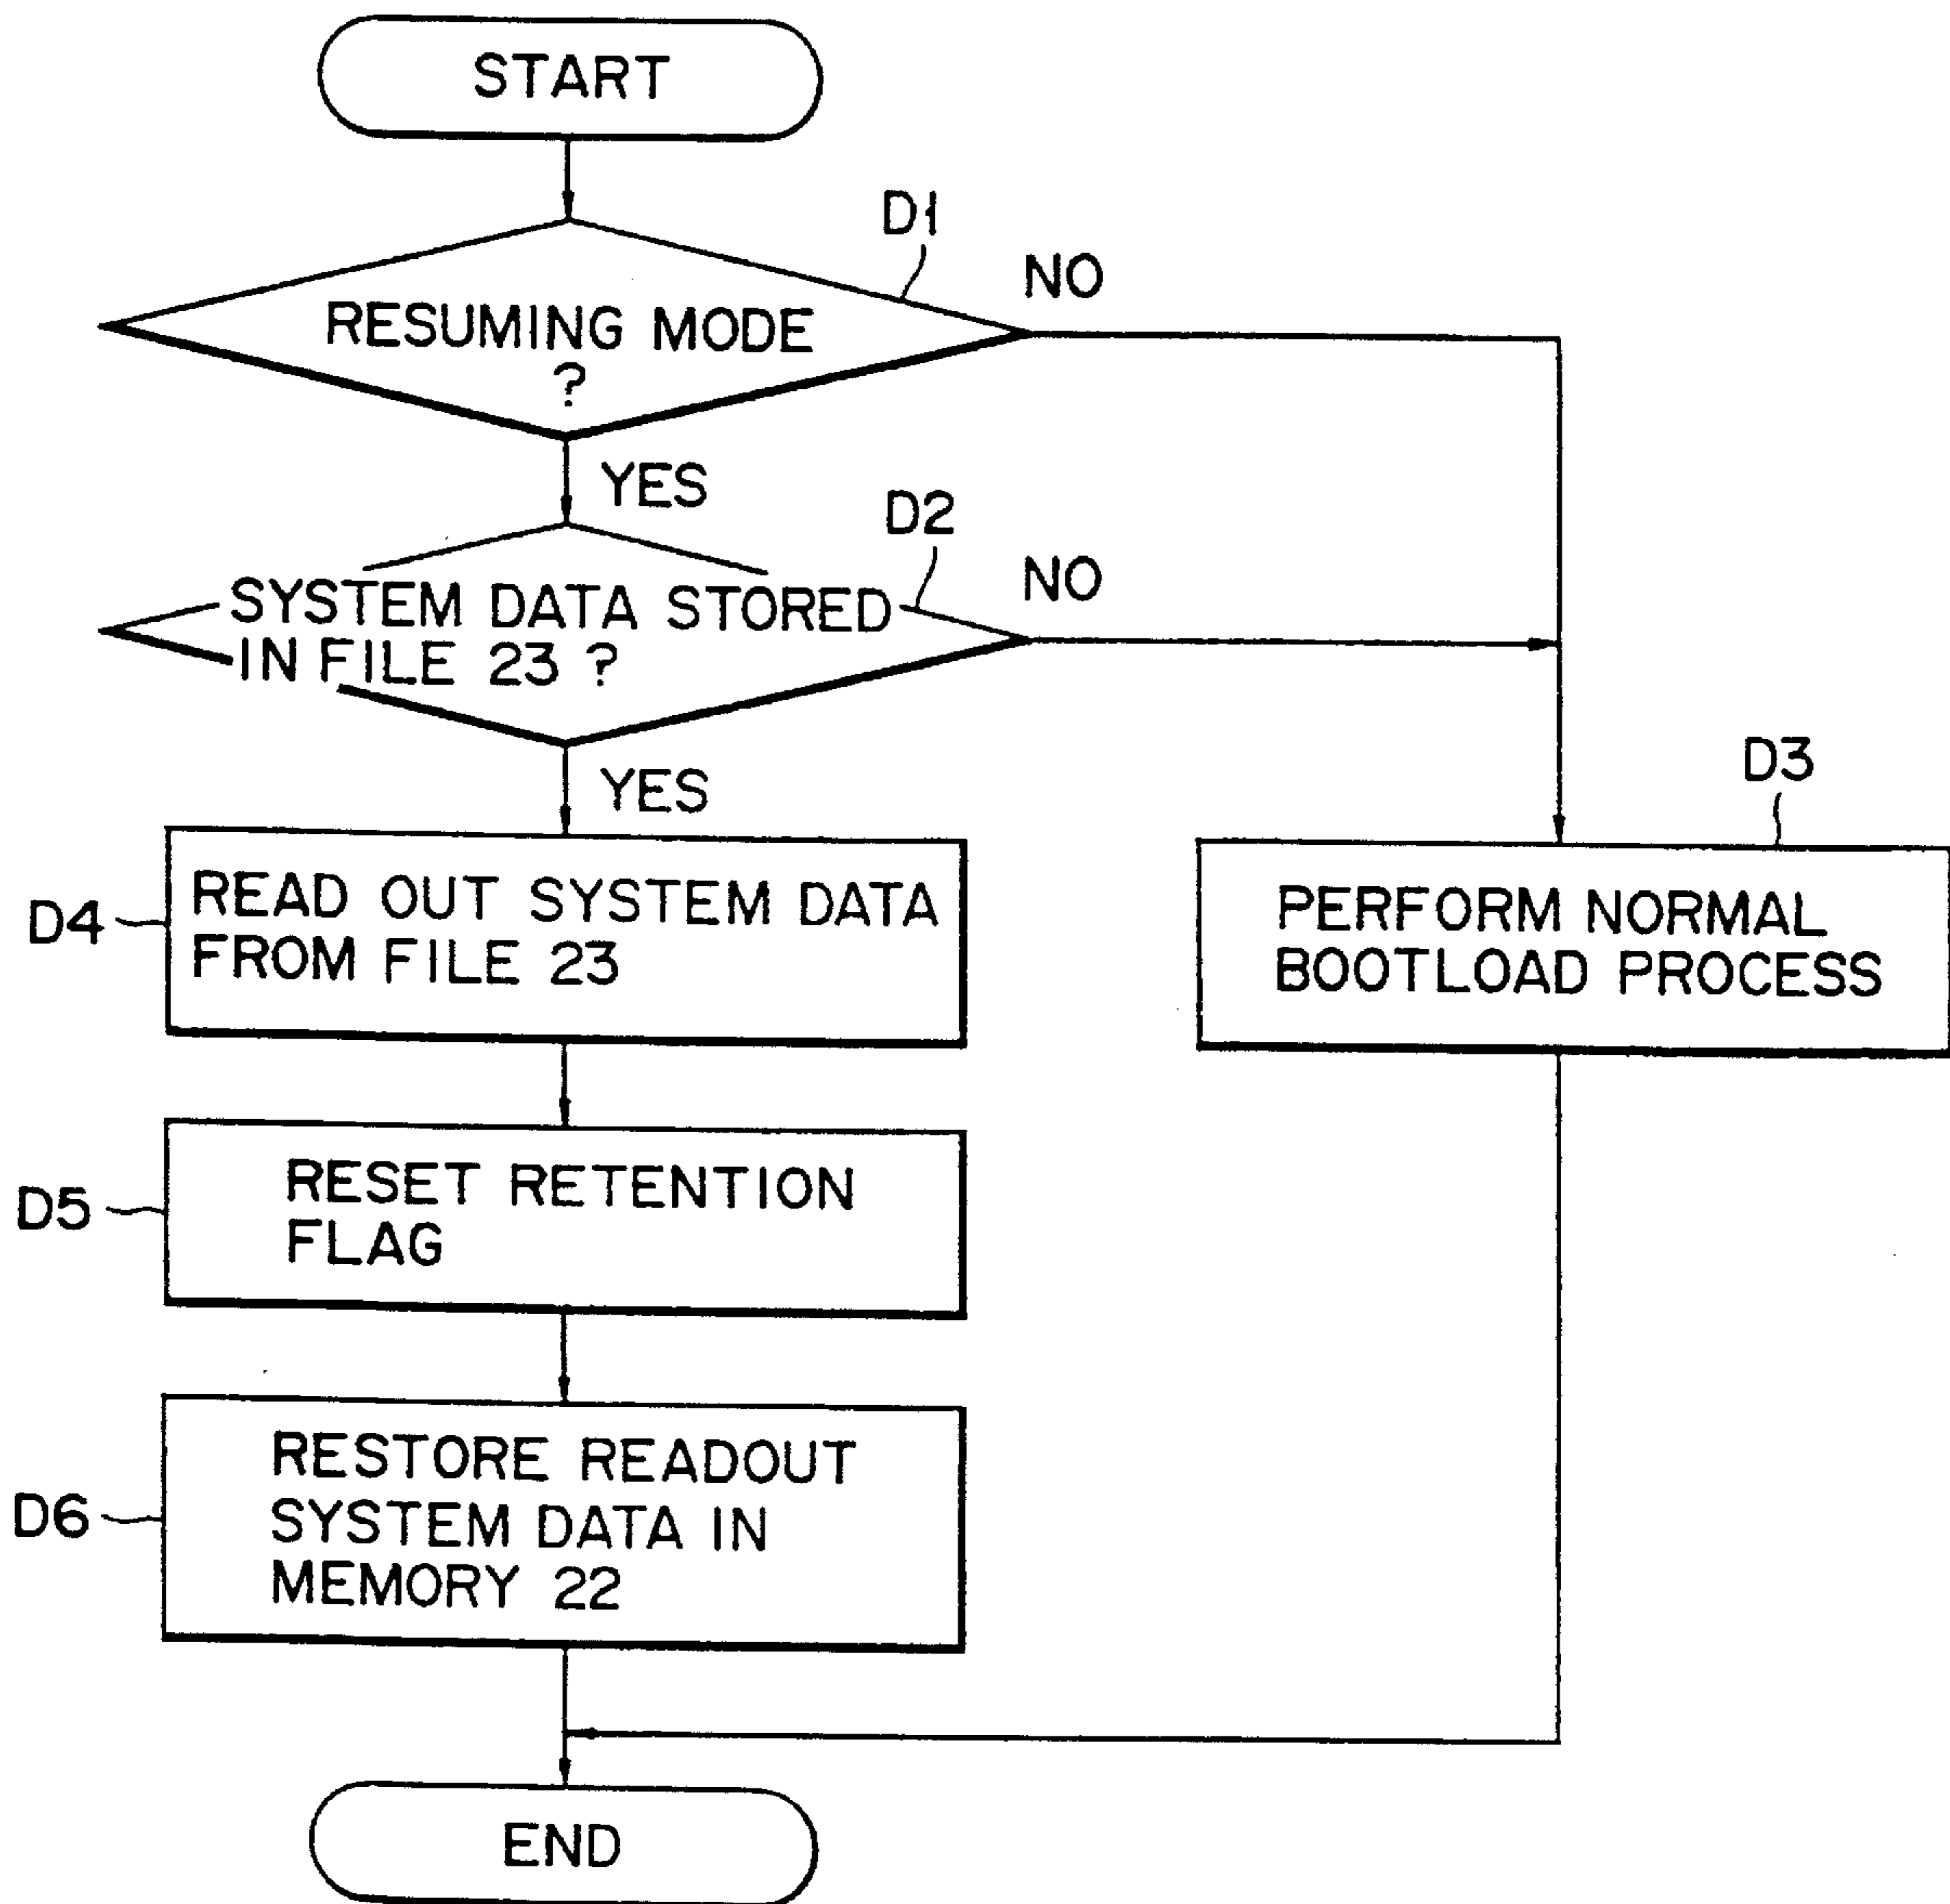 START
D1
NO
RESUMING MODE
?
YES
D2
NO
SYSTEM DATA STORED
IN FILE 23 ?
YES
D3
D4
READ OUT SYSTEM DATA
FROM FILE 23
PERFORM NORMAL
BOOTLOAD PROCESS
D5
RESET RETENTION
FLAG
D6
RESTORE READOUT
SYSTEM DATA IN
MEMORY 22
END